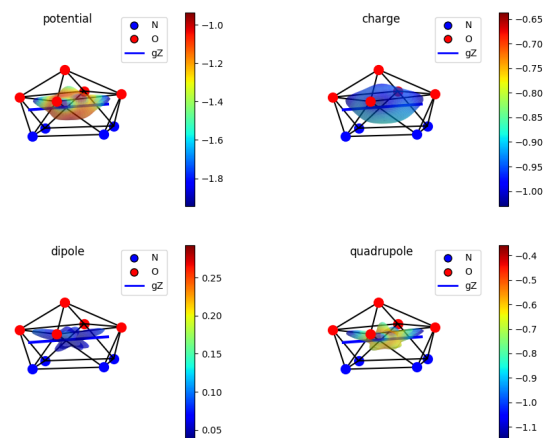 potential
N
O
gZ
−1.0
−1.2
−1.4
−1.6
−1.8
charge
N
O
gZ
−0.65
−0.70
−0.75
−0.80
−0.85
−0.90
−0.95
−1.00
dipole
N
O
gZ
0.25
0.20
0.15
0.10
0.05
quadrupole
N
O
gZ
−0.4
−0.5
−0.6
−0.7
−0.8
−0.9
−1.0
−1.1